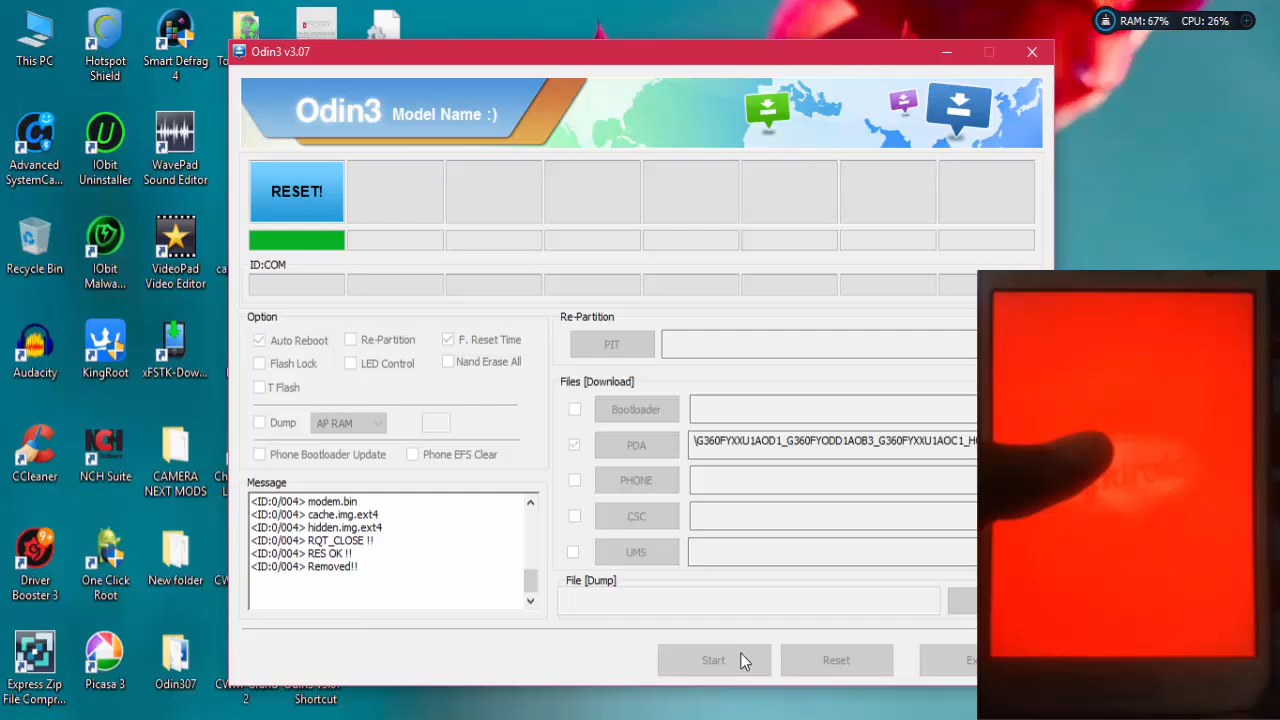 RAM: 67% CPU: 26%
This PC
Hotspot
Shield
Smart Defrag
4
Odin3 v3.07
Odin3 Model Name :)
Advanced
SystemCa...
IObit
Uninstaller
WavePad
Sound Editor
RESET!
ID:COM
Recycle Bin
IObit
Malwa...
VideoPad
Video Editor
Option
Auto Reboot
Re-Partition
F. Reset Time
Flash Lock
LED Control
Nand Erase All
T Flash
Dump
AP RAM
Phone Bootloader Update
Phone EFS Clear
Re-Partition
PIT
Files [Download]
Bootloader
PDA
\G360FYXXU1AOD1_G360FYODD1AOB3_G360FYXXU1AOC1_H
PHONE
CSC
UMS
File [Dump]
Audacity
KingRoot
xFSTK-Dow...
CCleaner
NCH
NCH Suite
CAMERA
NEXT MODS
Message
<ID:0/004> modem.bin
<ID:0/004> cache.img.ext4
<ID:0/004> hidden.img.ext4
<ID:0/004> RQT_CLOSE !!
<ID:0/004> RES OK !!
<ID:0/004> Removed!!
9+
Driver
Booster 3
One Click
Root
New folder
Start
Reset
Express Zip
File Compr...
Picasa 3
Odin307
2
Shortcut